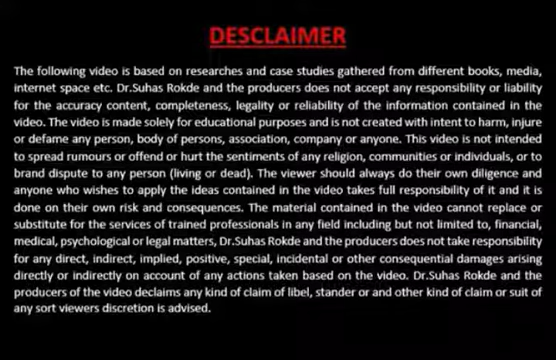 DESCLAIMER
The following video is based on researches and case studies gathered from different books, media,
internet space etc. Dr.Suhas Rokde and the producers does not accept any responsibility or liability
for the accuracy content, completeness, legality or reliability of the information contained in the
video. The video is made solely for educational purposes and is not created with intent to harm, injure
or defame any person, body of persons, association, company or anyone. This video is not intended
to spread rumours or offend or hurt the sentiments of any religion, communities or individuals, or to
brand dispute to any person (living or dead). The viewer should always do their own diligence and
anyone who wishes to apply the ideas contained in the video takes full responsibility of it and it is
done on their own risk and consequences. The material contained in the video cannot replace or
substitute for the services of trained professionals in any field including but not limited to, financial,
medical, psychological or legal matters, Dr.Suhas Rokde and the producers does not take responsibility
for any direct, indirect, implied, positive, special, incidental or other consequential damages arising
directly or indirectly on account of any actions taken based on the video. Dr.Suhas Rokde and the
producers of the video declaims any kind of claim of libel, stander or and other kind of claim or suit of
any sort viewers discretion is advised.